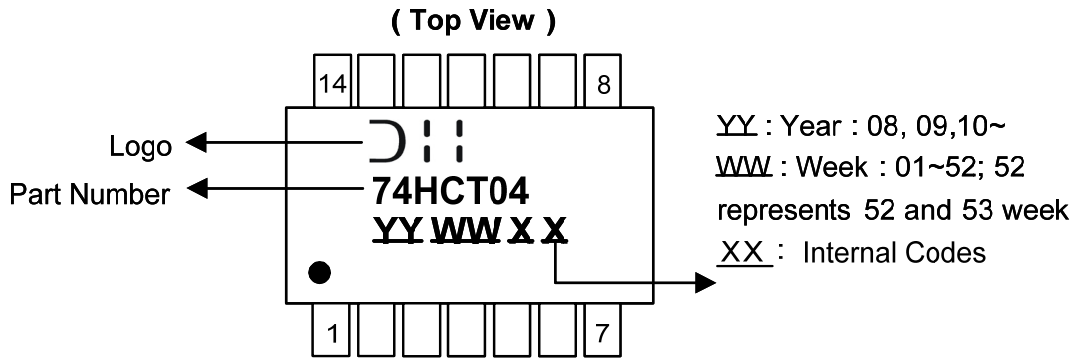 ( Top View )
14 8
Logo
Part Number
74HCT04
YY WW X X
1 7
YY : Year : 08, 09,10~
WW : Week : 01~52; 52
represents 52 and 53 week
XX : Internal Codes